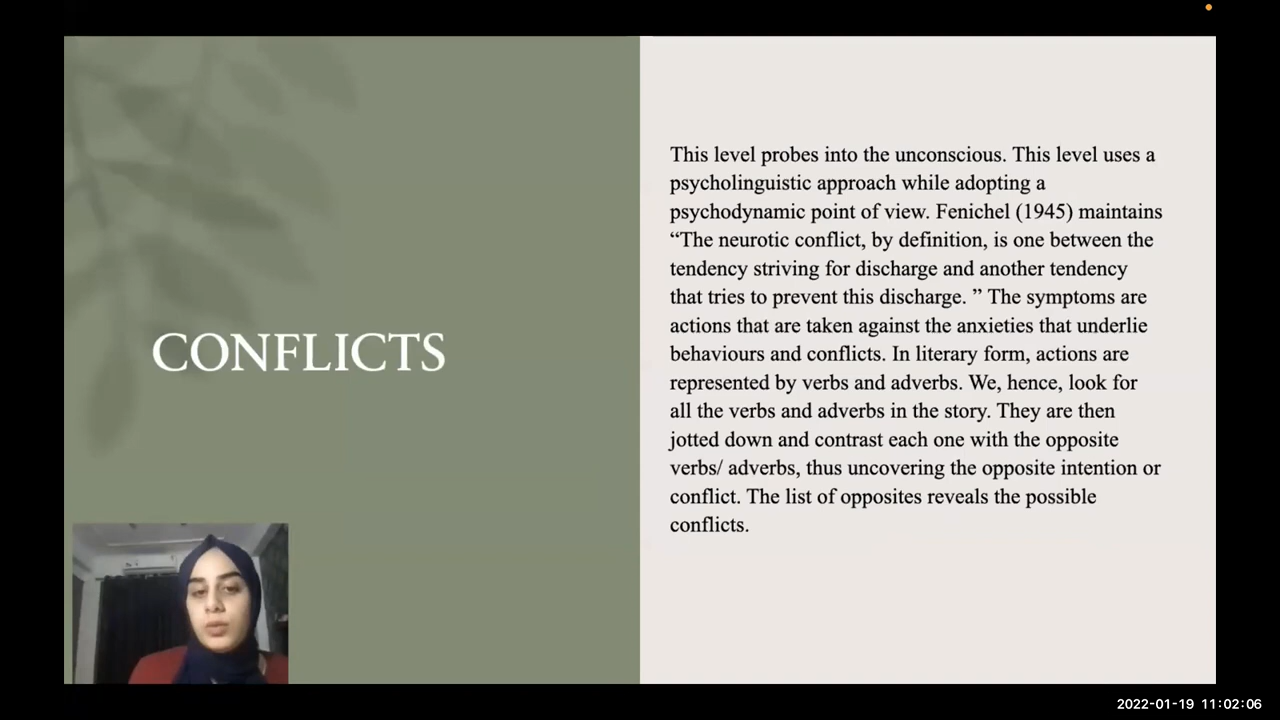 CONFLICTS
This level probes into the unconscious. This level uses a
psycholinguistic approach while adopting a
psychodynamic point of view. Fenichel (1945) maintains
“The neurotic conflict, by definition, is one between the
tendency striving for discharge and another tendency
that tries to prevent this discharge. ” The symptoms are
actions that are taken against the anxieties that underlie
behaviours and conflicts. In literary form, actions are
represented by verbs and adverbs. We, hence, look for
all the verbs and adverbs in the story. They are then
jotted down and contrast each one with the opposite
verbs/ adverbs, thus uncovering the opposite intention or
conflict. The list of opposites reveals the possible
conflicts.
2022-01-19 11:02:06